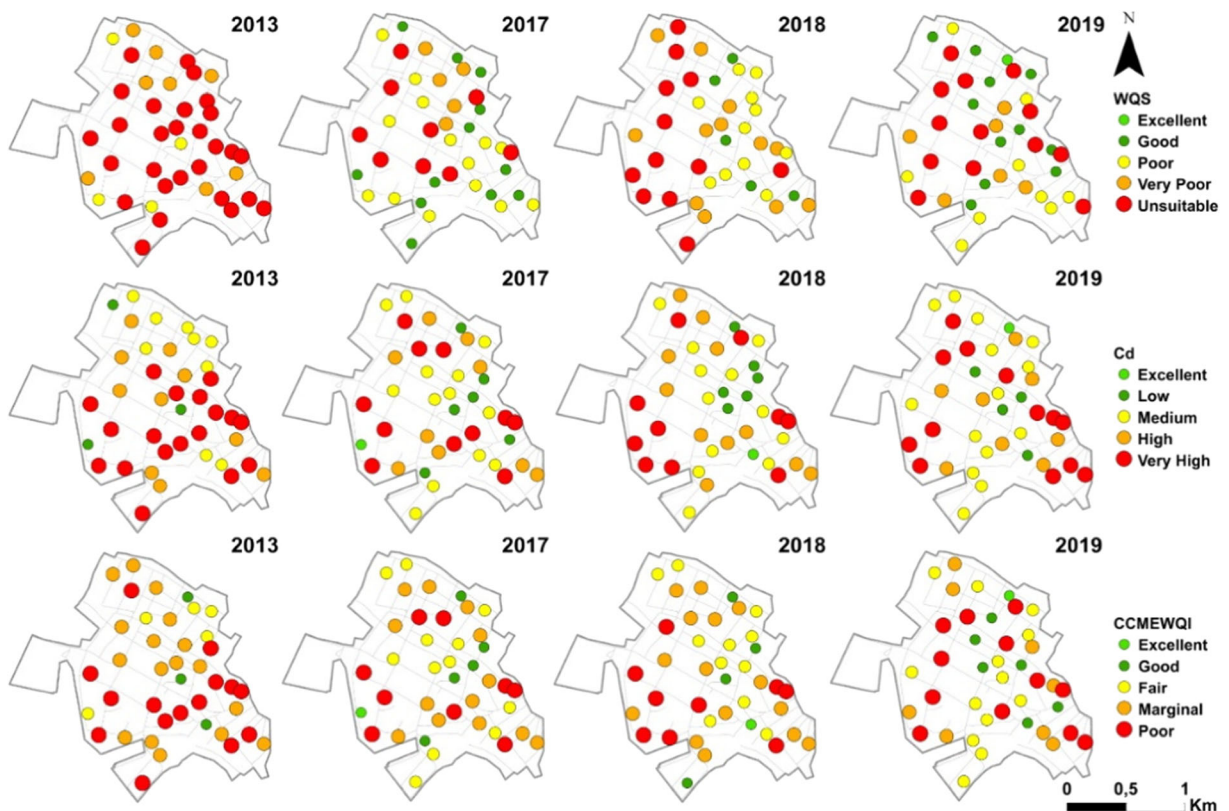 2013 2017 2018 2019 N
WQS
Excellent
Good
Poor
Very Poor
Unsuitable
2013 2017 2018 2019
Cd
Excellent
Low
Medium
High
Very High
2013 2017 2018 2019
CCMEWQI
Excellent
Good
Fair
Marginal
Poor
0 0,5 1
Km